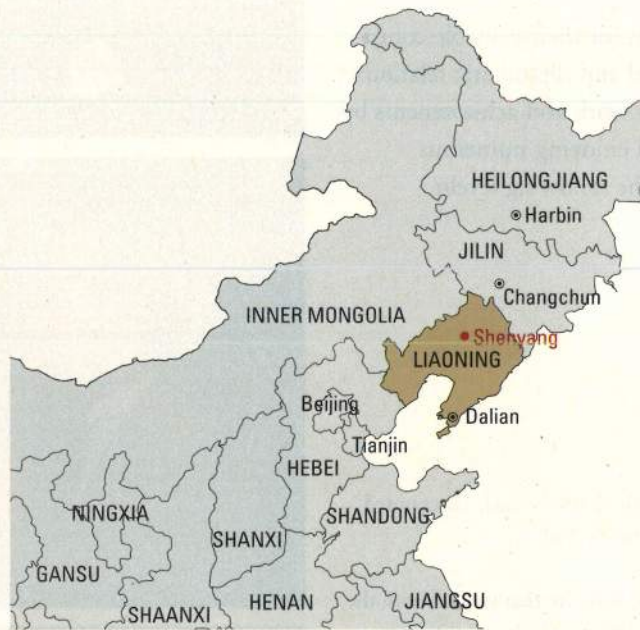 HEILONGJIANG
Harbin
JILIN
Changchun
INNER MONGOLIA
Shenyang
LIAONING
Beijing
Dalian
Tianjin
HEBEI
NINGXIA
SHANDONG
SHANXI
GANSU
SHAANXI
HENAN
JIANGSU